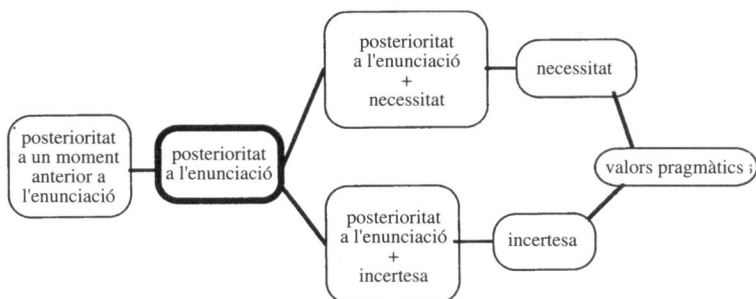 posterioritat
a un moment
anterior a
l'enunciació
posterioritat
a l'enunciació
posterioritat
a l'enunciació
+
necessitat
necessitat
posterioritat
a l'enunciació
+
incertesa
incertesa
valors pragmàtics